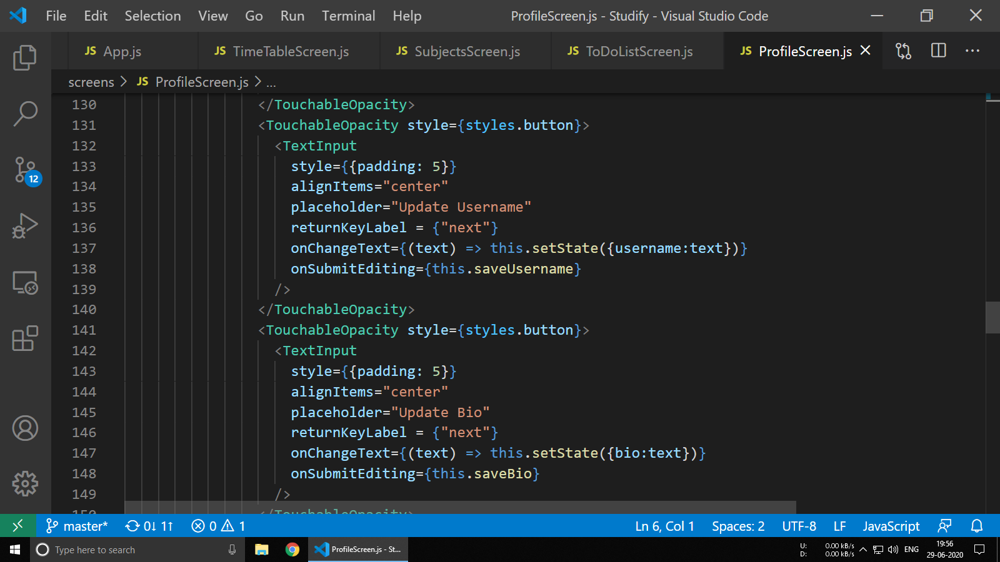 File Edit Selection View Go Run Terminal Help ProfileScreen.js - Studify - Visual Studio Code
JS App.js JS TimeTableScreen.js JS SubjectsScreen.js JS ToDoListScreen.js JS ProfileScreen.js
screens > JS ProfileScreen.js > ...
130 </TouchableOpacity>
131 <TouchableOpacity style={styles.button}>
132 <TextInput
133 style={{padding: 5}}
134 alignItems="center"
135 placeholder="Update Username"
136 returnKeyLabel = {"next"}
137 onChangeText={(text) => this.setState({username:text})}
138 onSubmitEditing={this.saveUsername}
139 />
140 </TouchableOpacity>
141 <TouchableOpacity style={styles.button}>
142 <TextInput
143 style={{padding: 5}}
144 alignItems="center"
145 placeholder="Update Bio"
146 returnKeyLabel = {"next"}
147 onChangeText={(text) => this.setState({bio:text})}
148 onSubmitEditing={this.saveBio}
149 />
150 </TouchableOpacity>
12
master* 0↓ 1↑ 0 1 Ln 6, Col 1 Spaces: 2 UTF-8 LF JavaScript
Type here to search ProfileScreen.js - St... U: 0.00 kB/s D: 0.00 kB/s ENG 19:56 29-06-2020